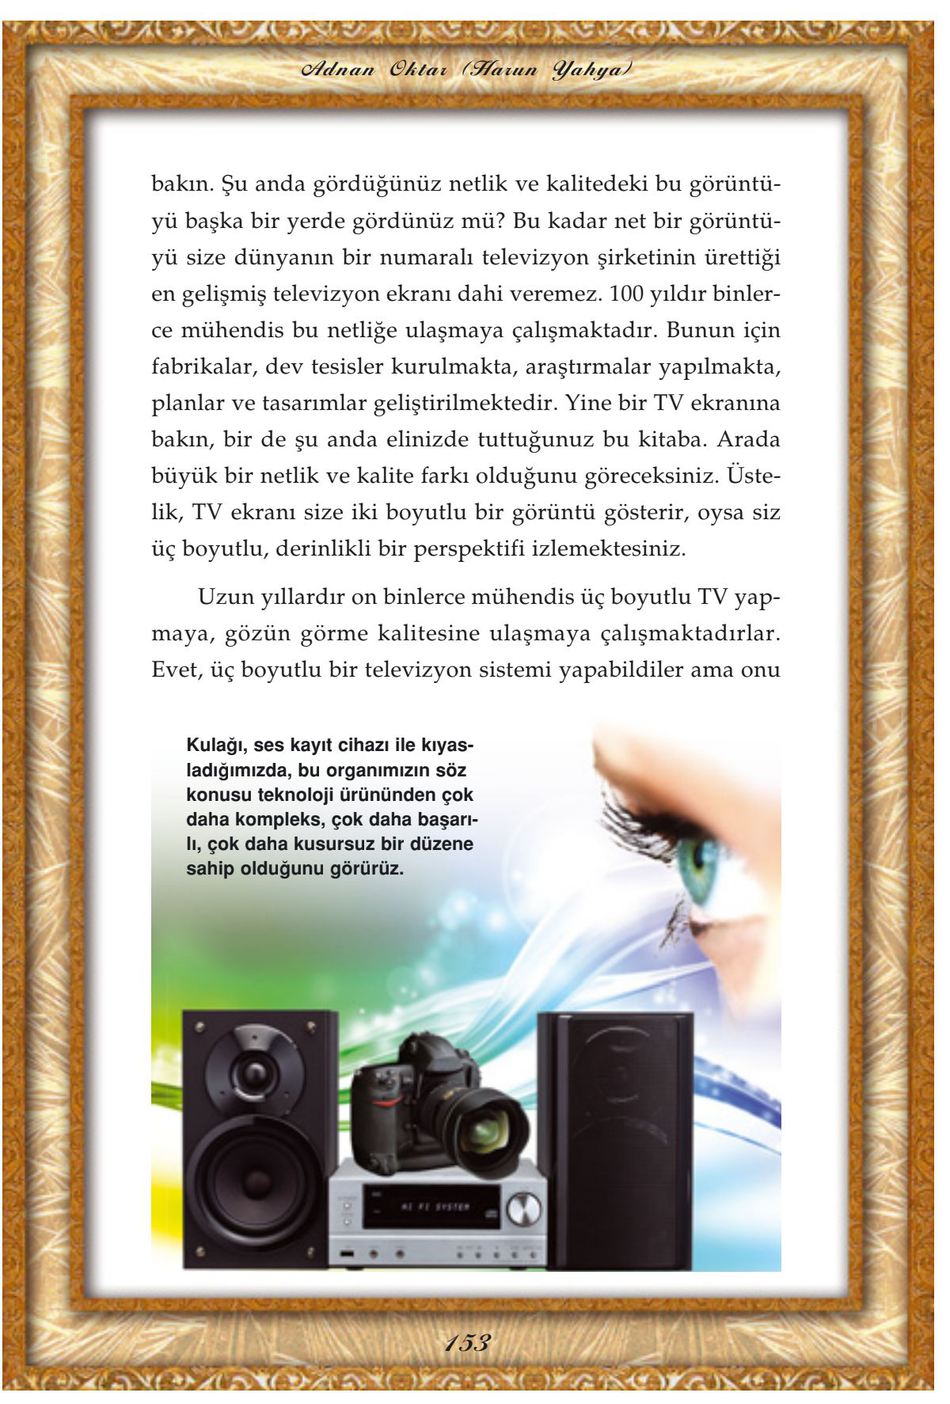 Adnan Oktar (Harun Yahya)
bakın. Şu anda gördüğünüz netlik ve kalitedeki bu görüntü-
yü başka bir yerde gördünüz mü? Bu kadar net bir görüntü-
yü size dünyanın bir numaralı televizyon şirketinin ürettiği
en gelişmiş televizyon ekranı dahi veremez. 100 yıldır binler-
ce mühendis bu netliğe ulaşmaya çalışmaktadır. Bunun için
fabrikalar, dev tesisler kurulmakta, araştırmalar yapılmakta,
planlar ve tasarımlar geliştirilmektedir. Yine bir TV ekranına
bakın, bir de şu anda elinizde tuttuğunuz bu kitaba. Arada
büyük bir netlik ve kalite farkı olduğunu göreceksiniz. Üste-
lik, TV ekranı size iki boyutlu bir görüntü gösterir, oysa siz
üç boyutlu, derinlikli bir perspektifi izlemektesiniz.
Uzun yıllardır on binlerce mühendis üç boyutlu TV yap-
maya, gözün görme kalitesine ulaşmaya çalışmaktadırlar.
Evet, üç boyutlu bir televizyon sistemi yapabildiler ama onu
Kulağı, ses kayıt cihazı ile kıyas-
ladığımızda, bu organımızın söz
konusu teknoloji ürününden çok
daha kompleks, çok daha başarı-
lı, çok daha kusursuz bir düzene
sahip olduğunu görürüz.
HI FI SYSTEM
153